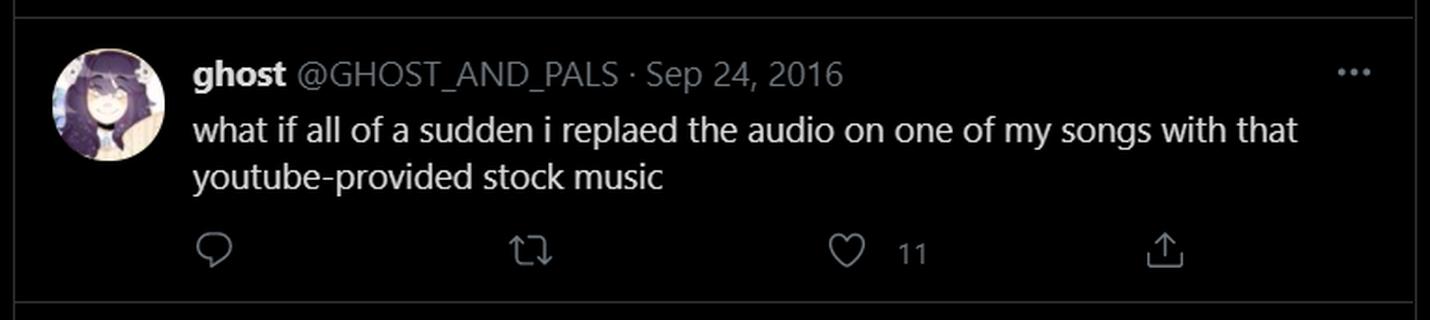 ghost @GHOST_AND_PALS · Sep 24, 2016
what if all of a sudden i replaed the audio on one of my songs with that
youtube-provided stock music
11